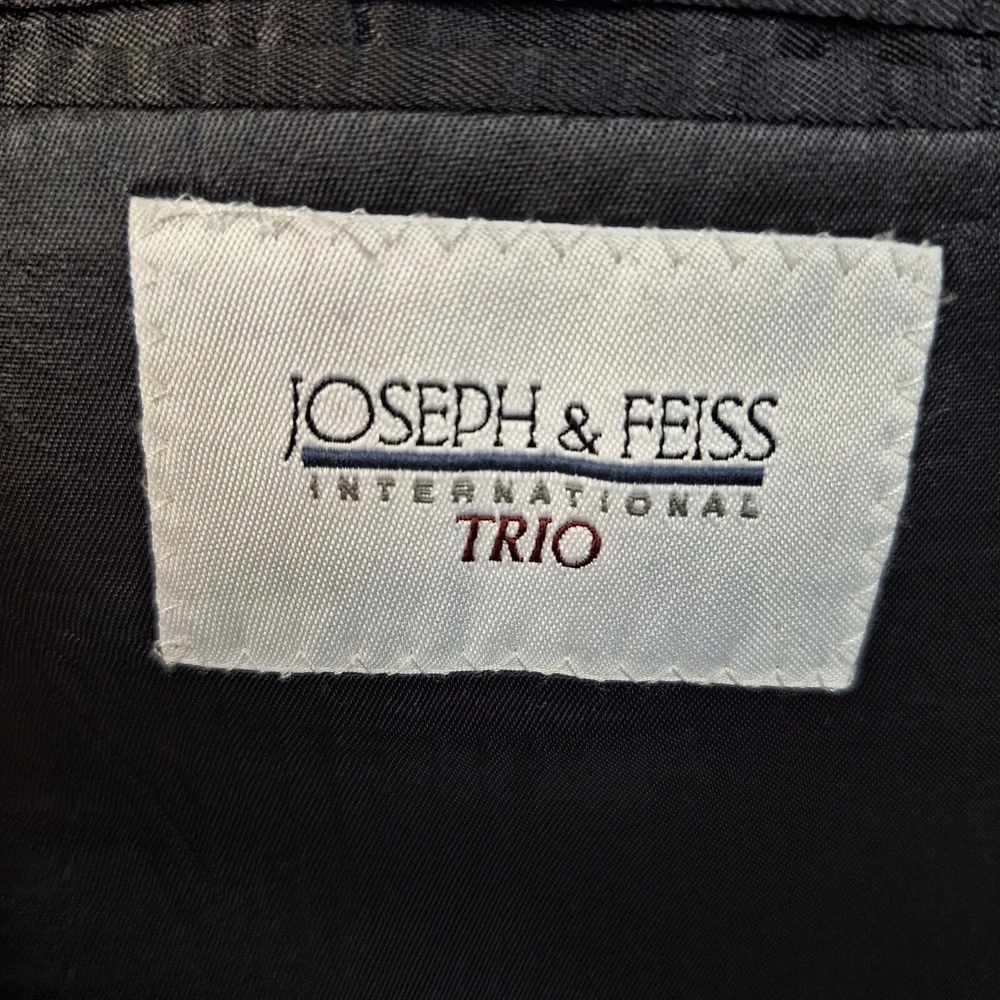 JOSEPH & FEISS
INTERNATIONAL
TRIO